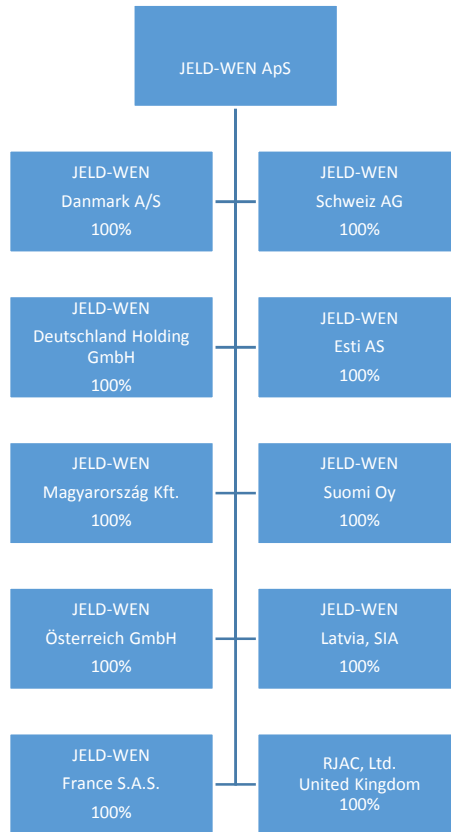 JELD-WEN ApS
JELD-WEN
Danmark A/S
100%
JELD-WEN
Schweiz AG
100%
JELD-WEN
Deutschland Holding
GmbH
100%
JELD-WEN
Esti AS
100%
JELD-WEN
Magyarország Kft.
100%
JELD-WEN
Suomi Oy
100%
JELD-WEN
Österreich GmbH
100%
JELD-WEN
Latvia, SIA
100%
JELD-WEN
France S.A.S.
100%
RJAC, Ltd.
United Kingdom
100%